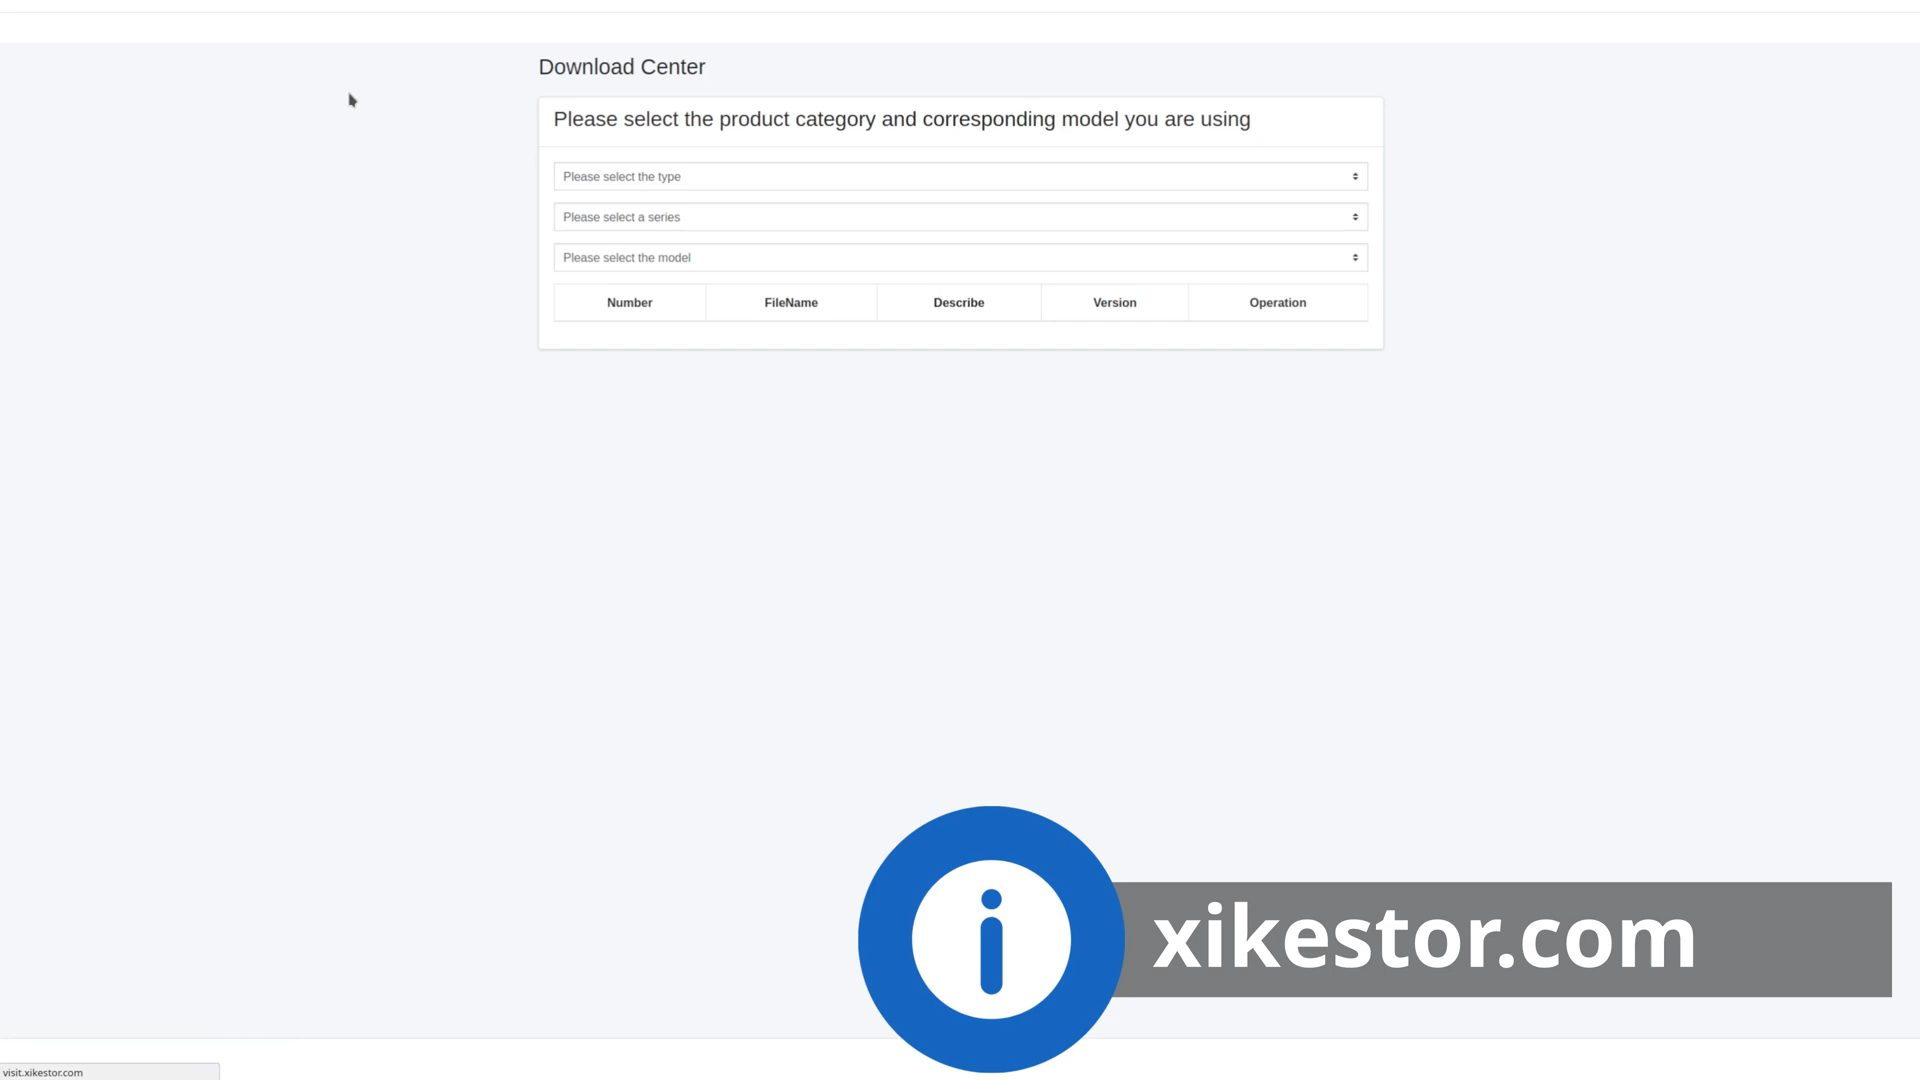 Download Center
Please select the product category and corresponding model you are using
Please select the type
Please select a series
Please select the model
Number FileName Describe Version Operation
xikestor.com
visit.xikestor.com